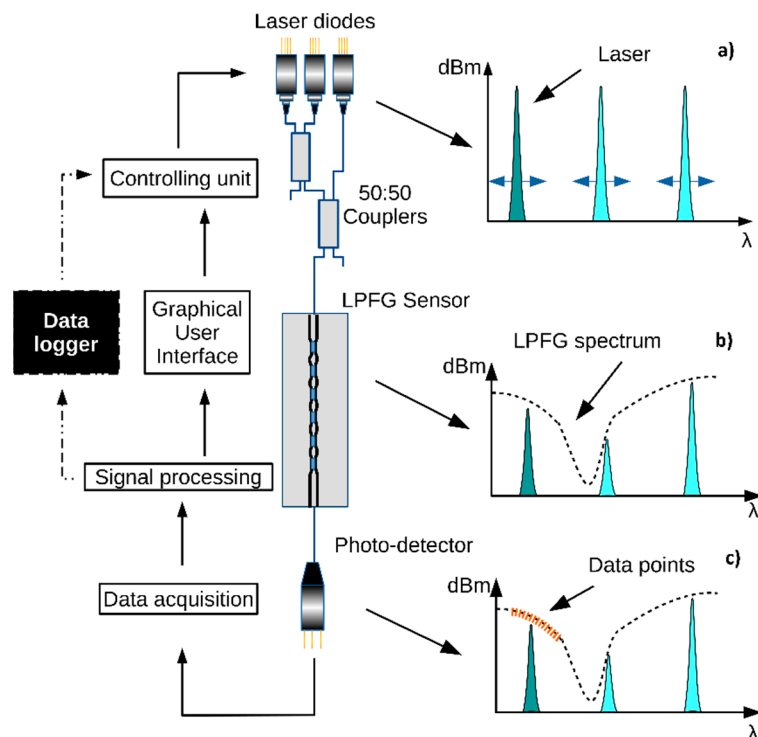 Laser diodes
Controlling unit
50:50
Couplers
Data
logger
Graphical
User
Interface
LPFG Sensor
Signal processing
Photo-detector
Data acquisition
a)
dBm
Laser
λ
b)
LPFG spectrum
dBm
λ
c)
Data points
dBm
λ